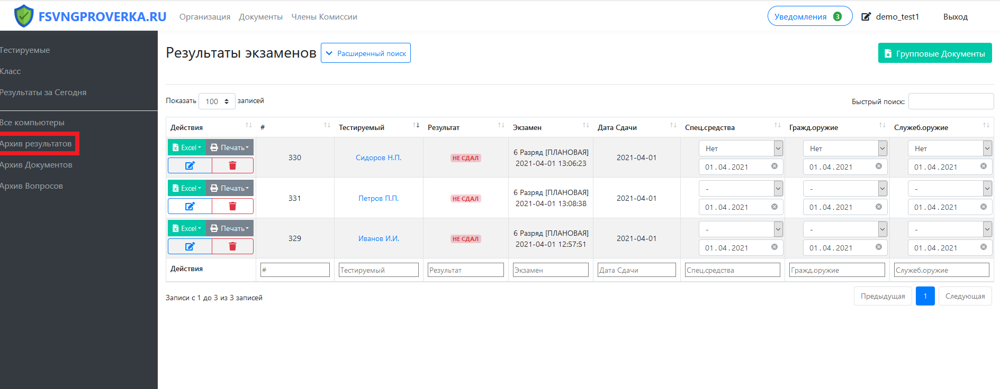 FSVNGPROVERKA.RU Организация Документы Члены Комиссии Уведомления 3 demo_test1 Выход
Тестируемые
Класс
Результаты за Сегодня
Все компьютеры
Архив результатов
Архив Документов
Архив Вопросов
Результаты экзаменов Расширенный поиск Групповые Документы
Показать 100 записей Быстрый поиск:
Действия # Тестируемый Результат Экзамен Дата Сдачи Спец.средства Гражд.оружие Служеб.оружие
Excel Печать 330 Сидоров Н.П. НЕ СДАЛ 6 Разряд [ПЛАНОВАЯ] 2021-04-01 Нет Нет Нет
2021-04-01 13:06:23 01.04.2021 01.04.2021 01.04.2021
Excel Печать 331 Петров П.П. НЕ СДАЛ 6 Разряд [ПЛАНОВАЯ] 2021-04-01 - - -
2021-04-01 13:08:38 01.04.2021 01.04.2021 01.04.2021
Excel Печать 329 Иванов И.И. НЕ СДАЛ 6 Разряд [ПЛАНОВАЯ] 2021-04-01 - - -
2021-04-01 12:57:51 01.04.2021 01.04.2021 01.04.2021
Действия # Тестируемый Результат Экзамен Дата Сдачи Спец.средства Гражд.оружие Служеб.оружие
Записи с 1 до 3 из 3 записей Предыдущая 1 Следующая